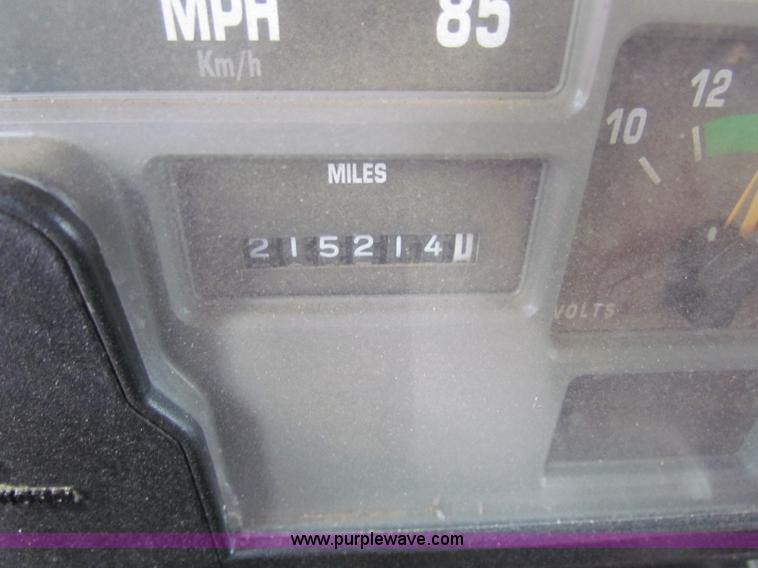 MPH 85
Km/h
10 12
MILES
215214
VOLTS
www.purplewave.com